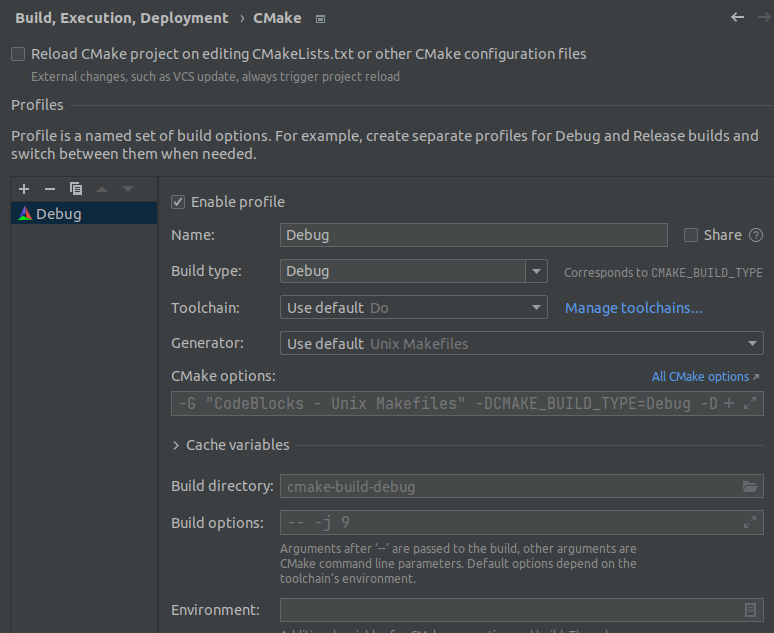 Build, Execution, Deployment › CMake
Reload CMake project on editing CMakeLists.txt or other CMake configuration files
External changes, such as VCS update, always trigger project reload
Profiles
Profile is a named set of build options. For example, create separate profiles for Debug and Release builds and
switch between them when needed.
Debug
Enable profile
Name: Debug Share
Build type: Debug Corresponds to CMAKE_BUILD_TYPE
Toolchain: Use default Do Manage toolchains...
Generator: Use default Unix Makefiles
CMake options: All CMake options ↗
-G "CodeBlocks - Unix Makefiles" -DCMAKE_BUILD_TYPE=Debug -D
Cache variables
Build directory: cmake-build-debug
Build options: -- -j 9
Arguments after ‘--’ are passed to the build, other arguments are
CMake command line parameters. Default options depend on the
toolchain’s environment.
Environment: